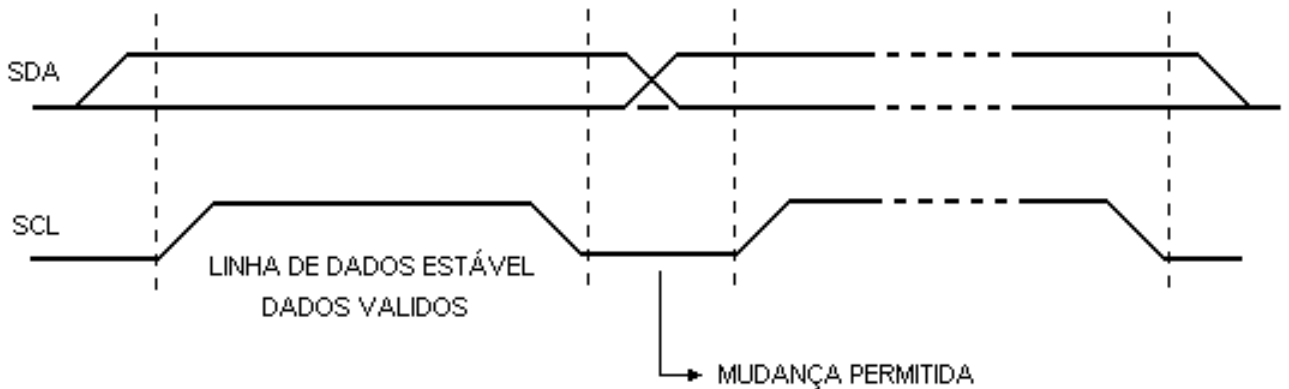 SDA
SCL
LINHA DE DADOS ESTÁVEL
DADOS VALIDOS
MUDANÇA PERMITIDA